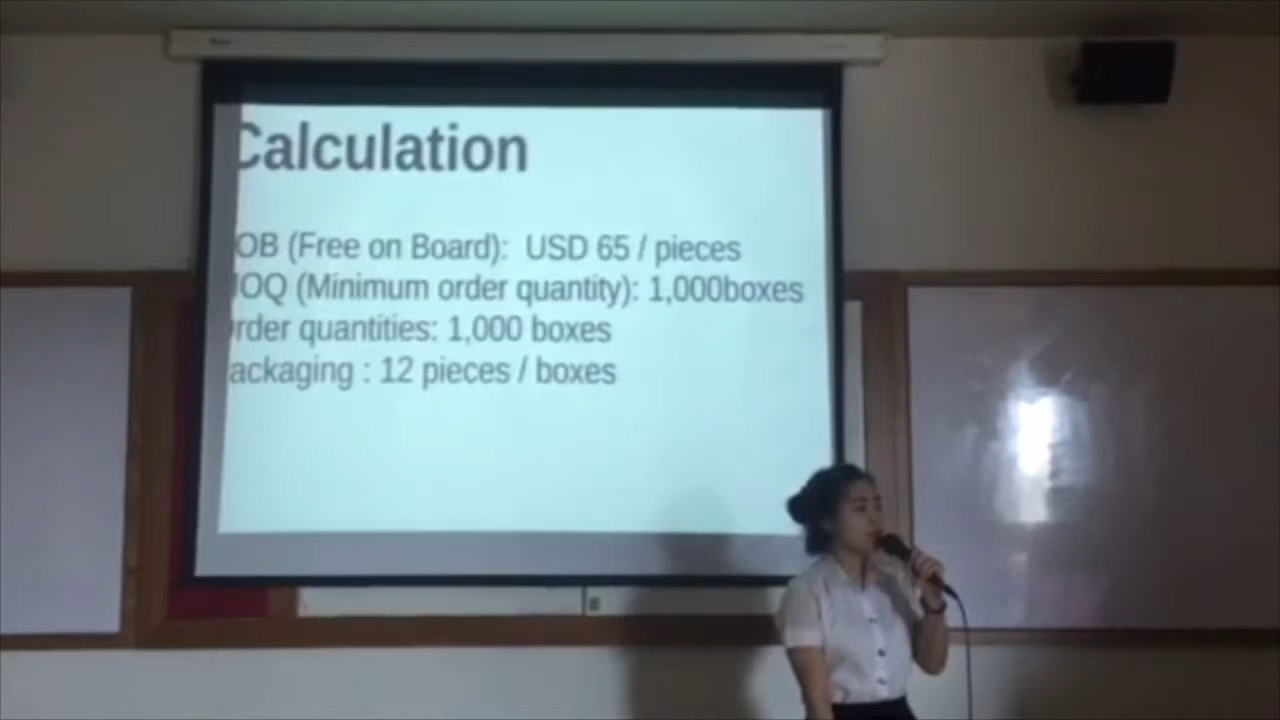 Calculation
OB (Free on Board): USD 65 / pieces
OQ (Minimum order quantity): 1,000boxes
rder quantities: 1,000 boxes
ackaging : 12 pieces / boxes